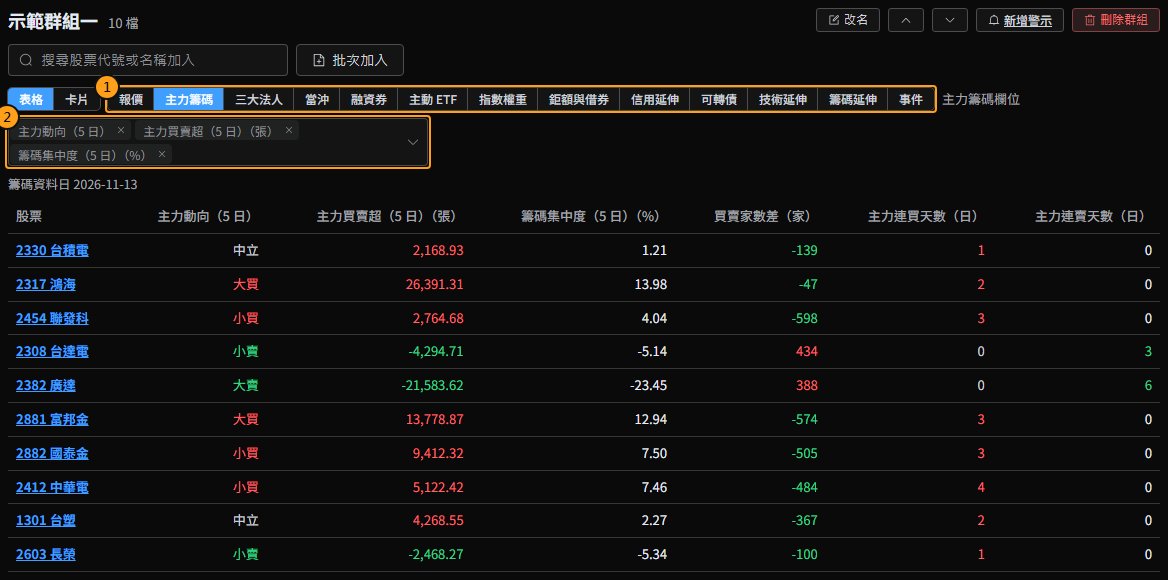 示範群組一 10 檔 改名 新增警示 刪除群組
搜尋股票代號或名稱加入 批次加入
1
表格 卡片 報價 主力籌碼 三大法人 當沖 融資券 主動 ETF 指數權重 鉅額與借券 信用延伸 可轉債 技術延伸 籌碼延伸 事件 主力籌碼欄位
2
主力動向（5 日） × 主力買賣超（5 日）（張） ×
籌碼集中度（5 日）（%） ×
籌碼資料日 2026-11-13
股票 主力動向（5 日） 主力買賣超（5 日）（張） 籌碼集中度（5 日）（%） 買賣家數差（家） 主力連買天數（日） 主力連賣天數（日）
2330 台積電 中立 2,168.93 1.21 -139 1 0
2317 鴻海 大買 26,391.31 13.98 -47 2 0
2454 聯發科 小買 2,764.68 4.04 -598 3 0
2308 台達電 小賣 -4,294.71 -5.14 434 0 3
2382 廣達 大賣 -21,583.62 -23.45 388 0 6
2881 富邦金 大買 13,778.87 12.94 -574 3 0
2882 國泰金 小買 9,412.32 7.50 -505 3 0
2412 中華電 小買 5,122.42 7.46 -484 4 0
1301 台塑 中立 4,268.55 2.27 -367 2 0
2603 長榮 小賣 -2,468.27 -5.34 -100 1 0